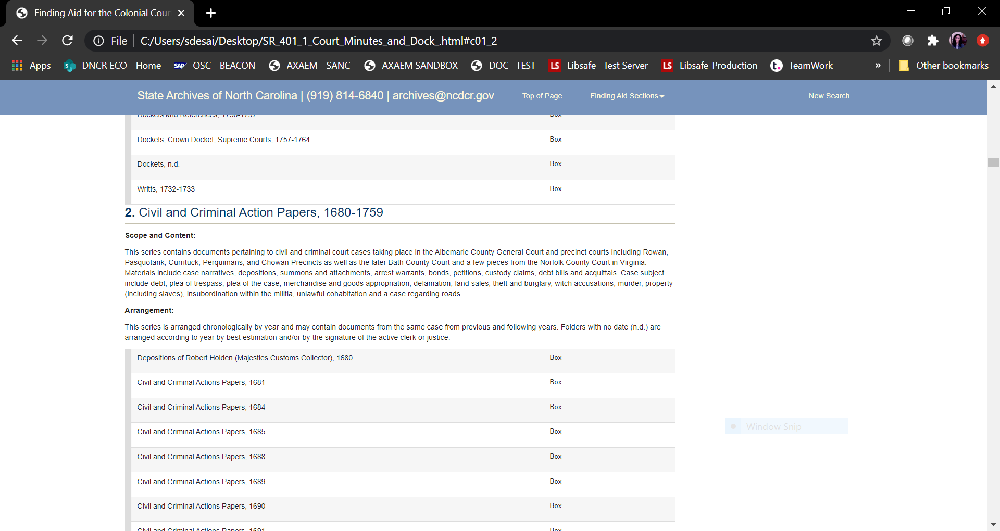 Finding Aid for the Colonial Cour
File C:/Users/sdesai/Desktop/SR_401_1_Court_Minutes_and_Dock_.html#c01_2
Apps DNCR ECO - Home SAP OSC - BEACON AXAEM - SANC AXAEM SANDBOX DOC--TEST LS Libsafe--Test Server LS Libsafe-Production t. TeamWork » Other bookmarks
State Archives of North Carolina | (919) 814-6840 | archives@ncdcr.gov Top of Page Finding Aid Sections New Search
Dockets and References, 1750-1757 Box
Dockets, Crown Docket, Supreme Courts, 1757-1764 Box
Dockets, n.d. Box
Writts, 1732-1733 Box
2. Civil and Criminal Action Papers, 1680-1759
Scope and Content:
This series contains documents pertaining to civil and criminal court cases taking place in the Albemarle County General Court and precinct courts including Rowan,
Pasquotank, Currituck, Perquimans, and Chowan Precincts as well as the later Bath County Court and a few pieces from the Norfolk County Court in Virginia.
Materials include case narratives, depositions, summons and attachments, arrest warrants, bonds, petitions, custody claims, debt bills and acquittals. Case subject
include debt, plea of trespass, plea of the case, merchandise and goods appropriation, defamation, land sales, theft and burglary, witch accusations, murder, property
(including slaves), insubordination within the militia, unlawful cohabitation and a case regarding roads.
Arrangement:
This series is arranged chronologically by year and may contain documents from the same case from previous and following years. Folders with no date (n.d.) are
arranged according to year by best estimation and/or by the signature of the active clerk or justice.
Depositions of Robert Holden (Majesties Customs Collector), 1680 Box
Civil and Criminal Actions Papers, 1681 Box
Civil and Criminal Actions Papers, 1684 Box
Window Snip
Civil and Criminal Actions Papers, 1685 Box
Civil and Criminal Actions Papers, 1688 Box
Civil and Criminal Actions Papers, 1689 Box
Civil and Criminal Actions Papers, 1690 Box
Civil and Criminal Actions Papers, 1691 Box